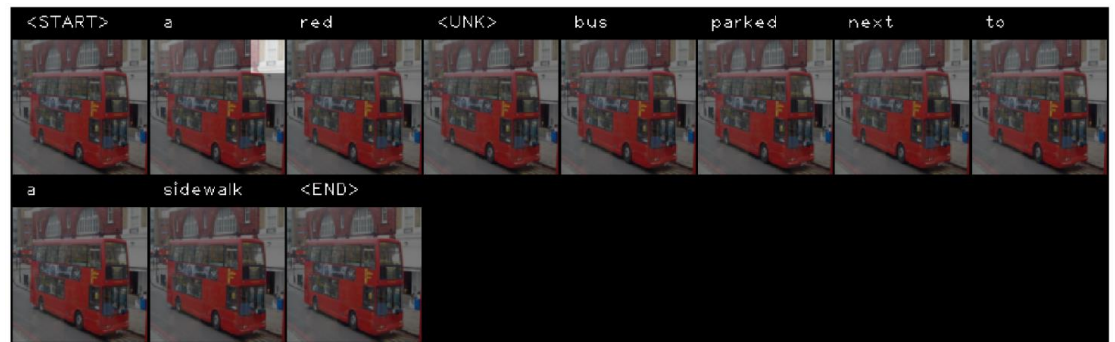 <START> a red <UNK> bus parked next to
a sidewalk <END>